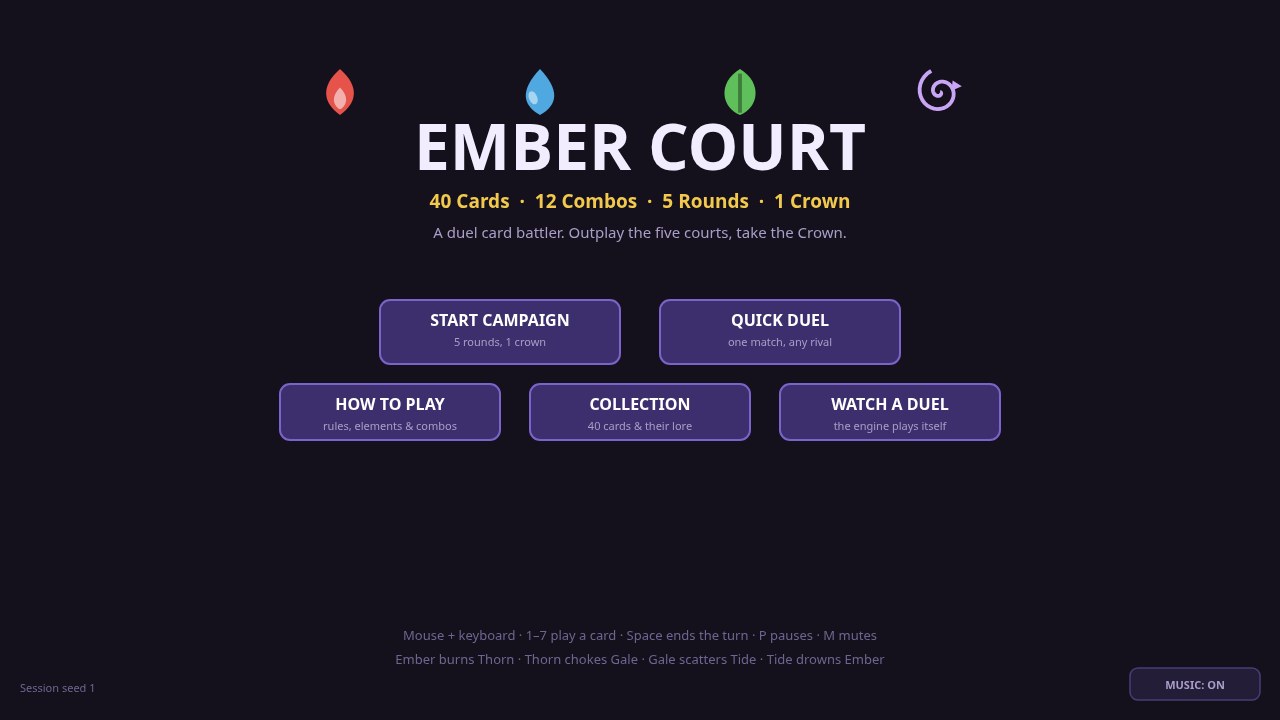 EMBER COURT
40 Cards · 12 Combos · 5 Rounds · 1 Crown
A duel card battler. Outplay the five courts, take the Crown.
START CAMPAIGN
5 rounds, 1 crown
QUICK DUEL
one match, any rival
HOW TO PLAY
rules, elements & combos
COLLECTION
40 cards & their lore
WATCH A DUEL
the engine plays itself
Mouse + keyboard · 1–7 play a card · Space ends the turn · P pauses · M mutes
Ember burns Thorn · Thorn chokes Gale · Gale scatters Tide · Tide drowns Ember
Session seed 1
MUSIC: ON